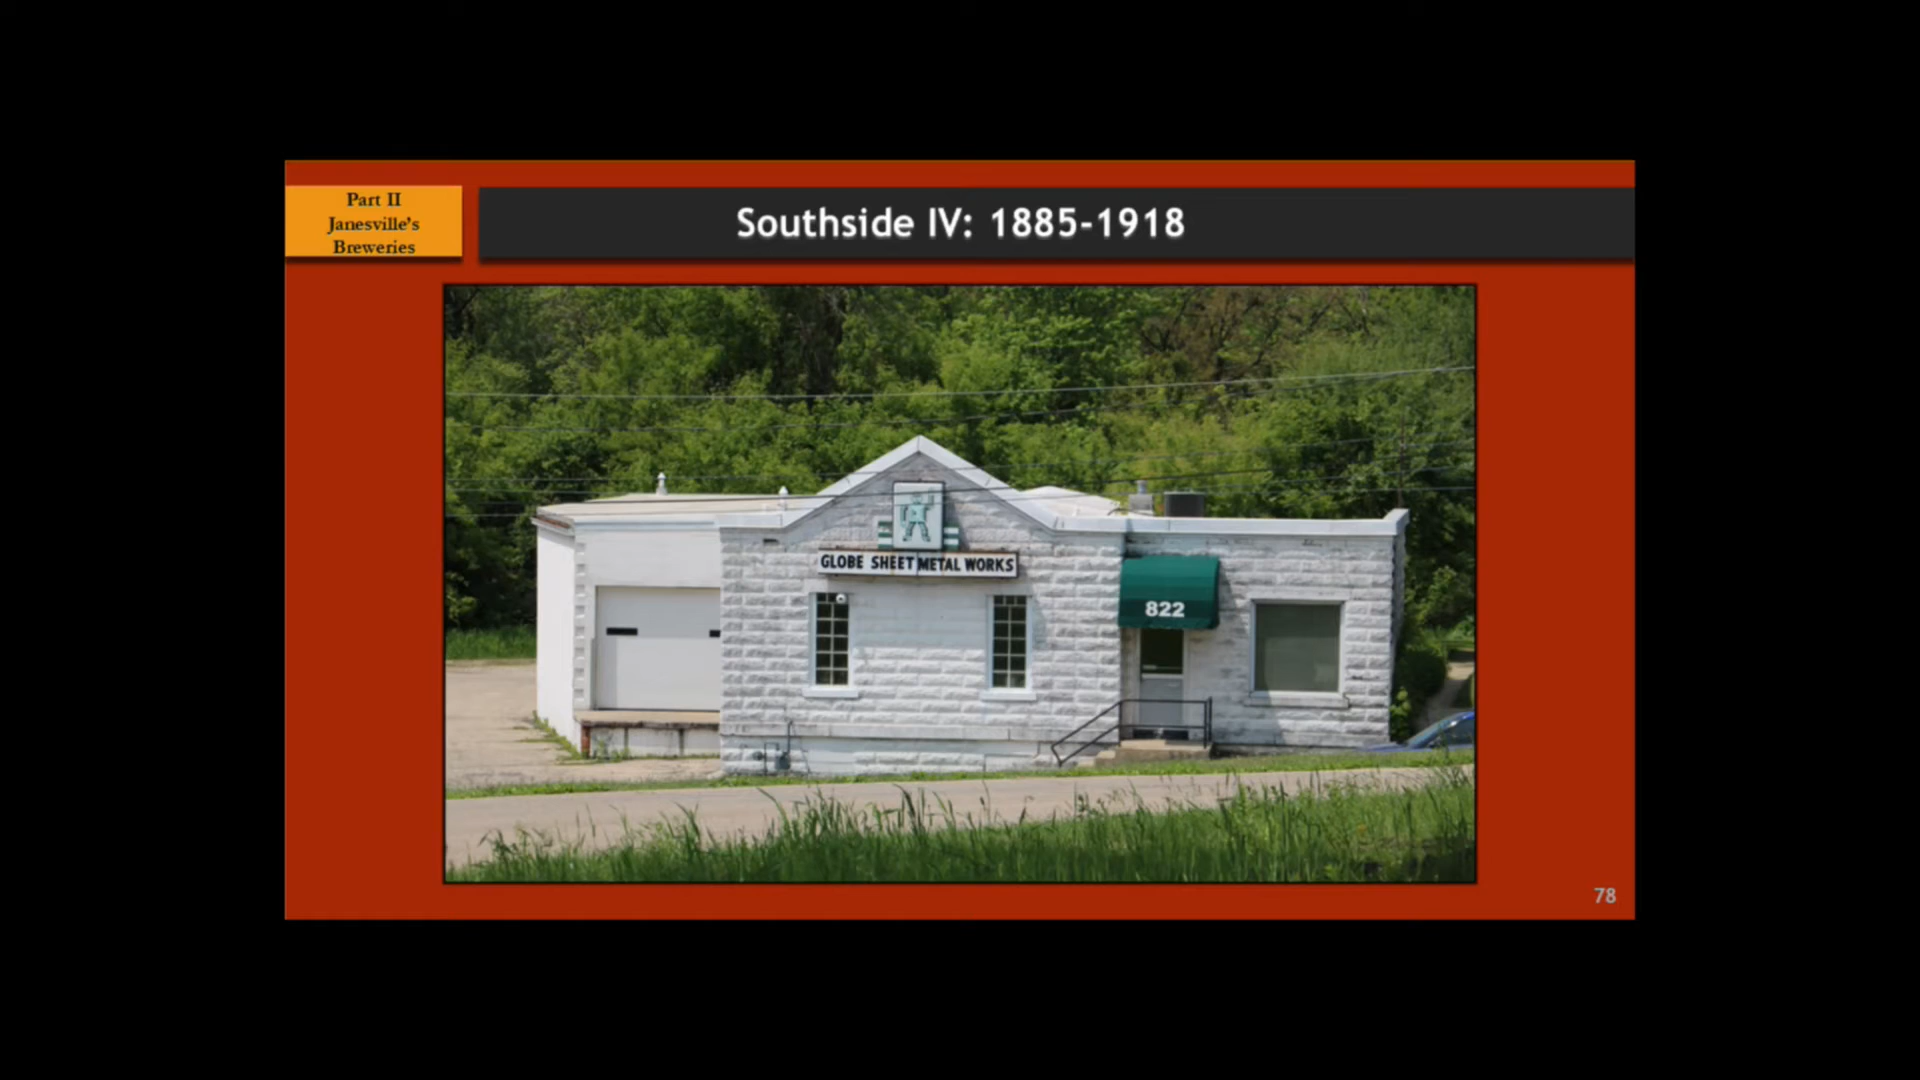 Part II
Janesville's
Breweries
Southside IV: 1885-1918
GLOBE SHEET METAL WORKS
822
78